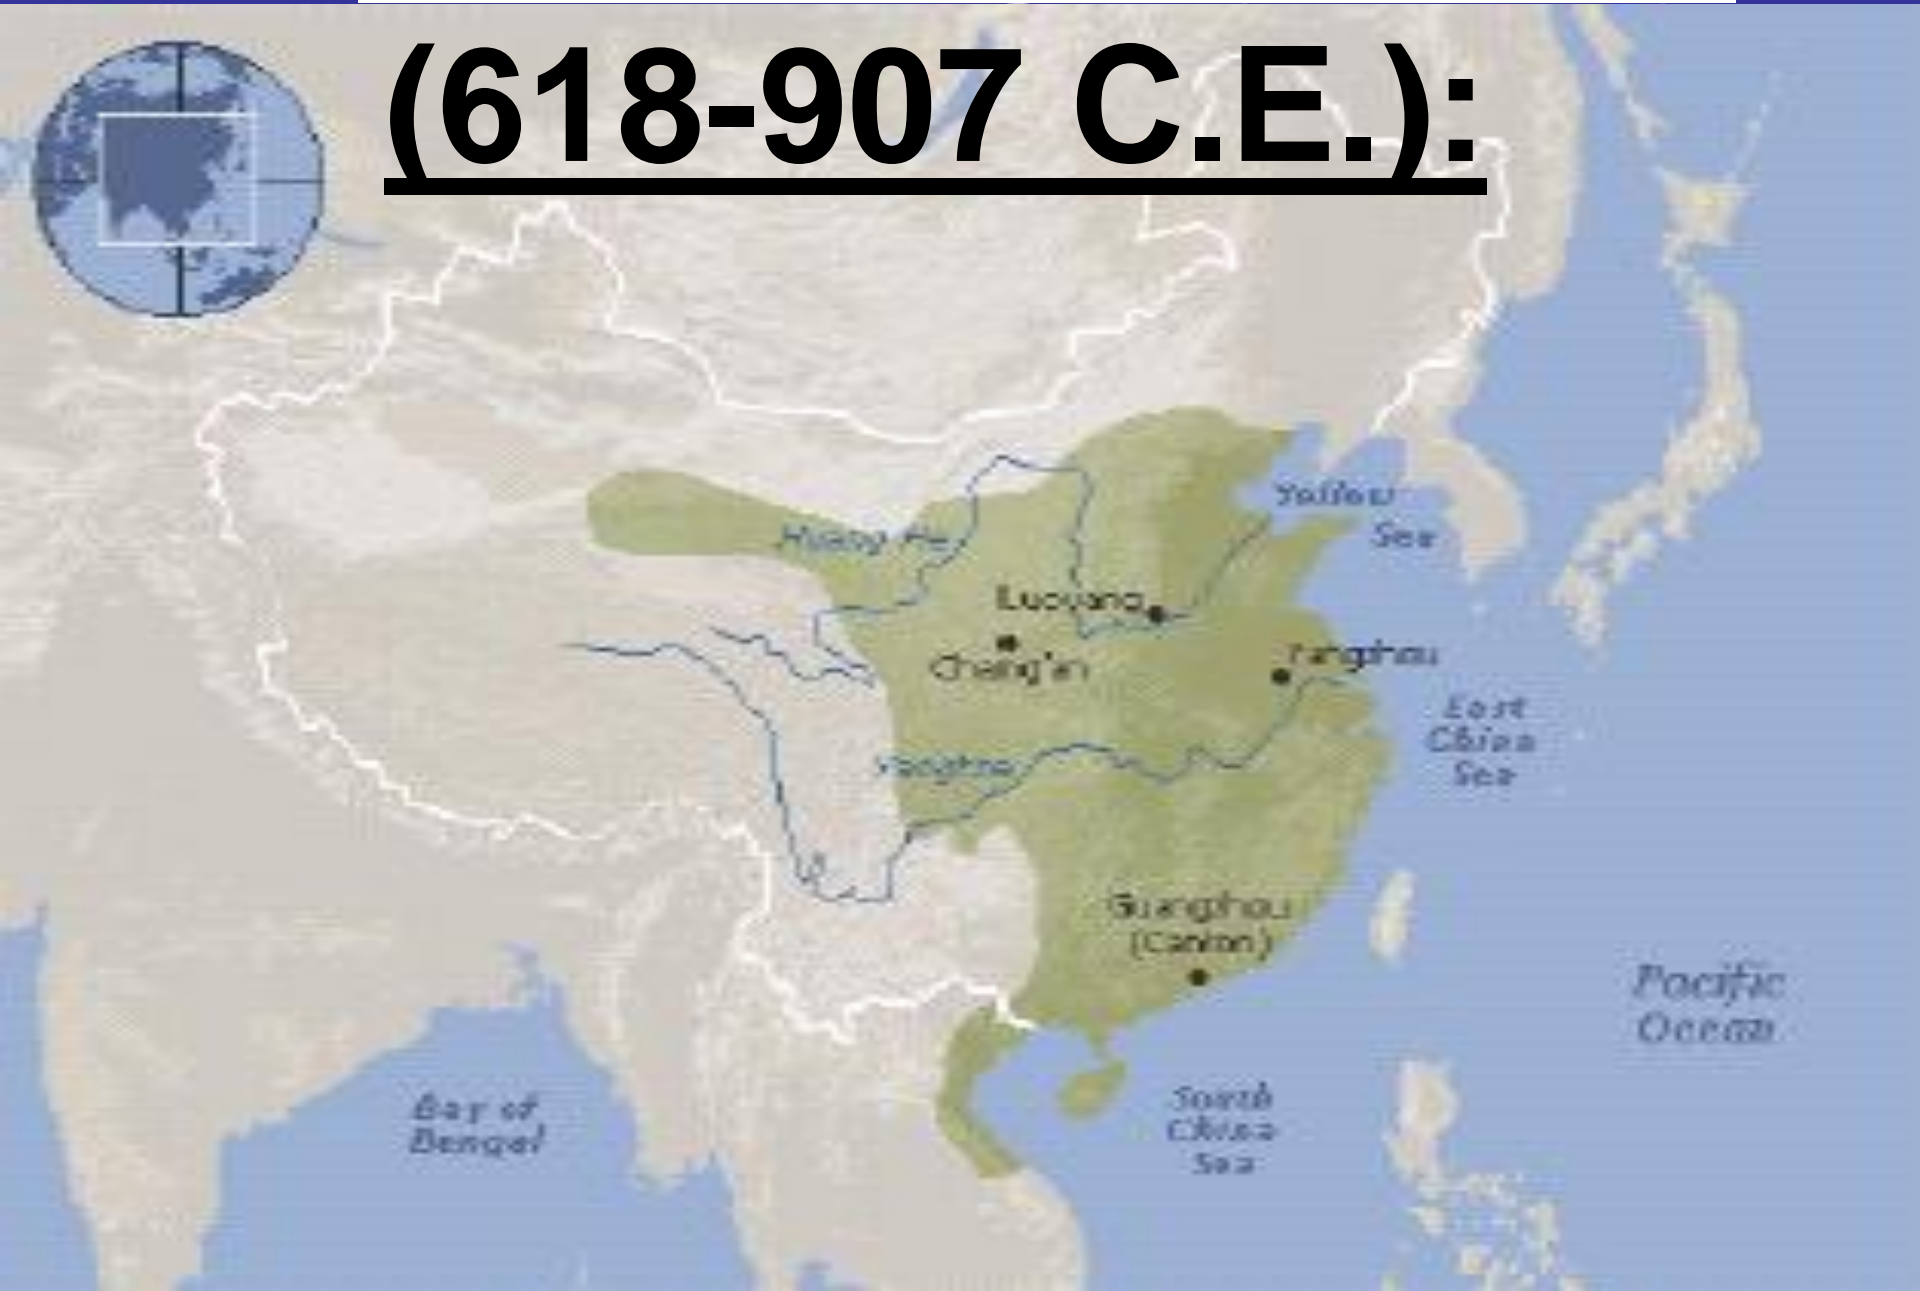 (618-907 C.E.):
Yellow
Sea
Huang He
Luoyang
Chang'an
Yangzhou
East
China
Sea
Yangtze
Guangzhou
(Canton)
Pacific
Ocean
Bay of
Bengal
South
China
Sea